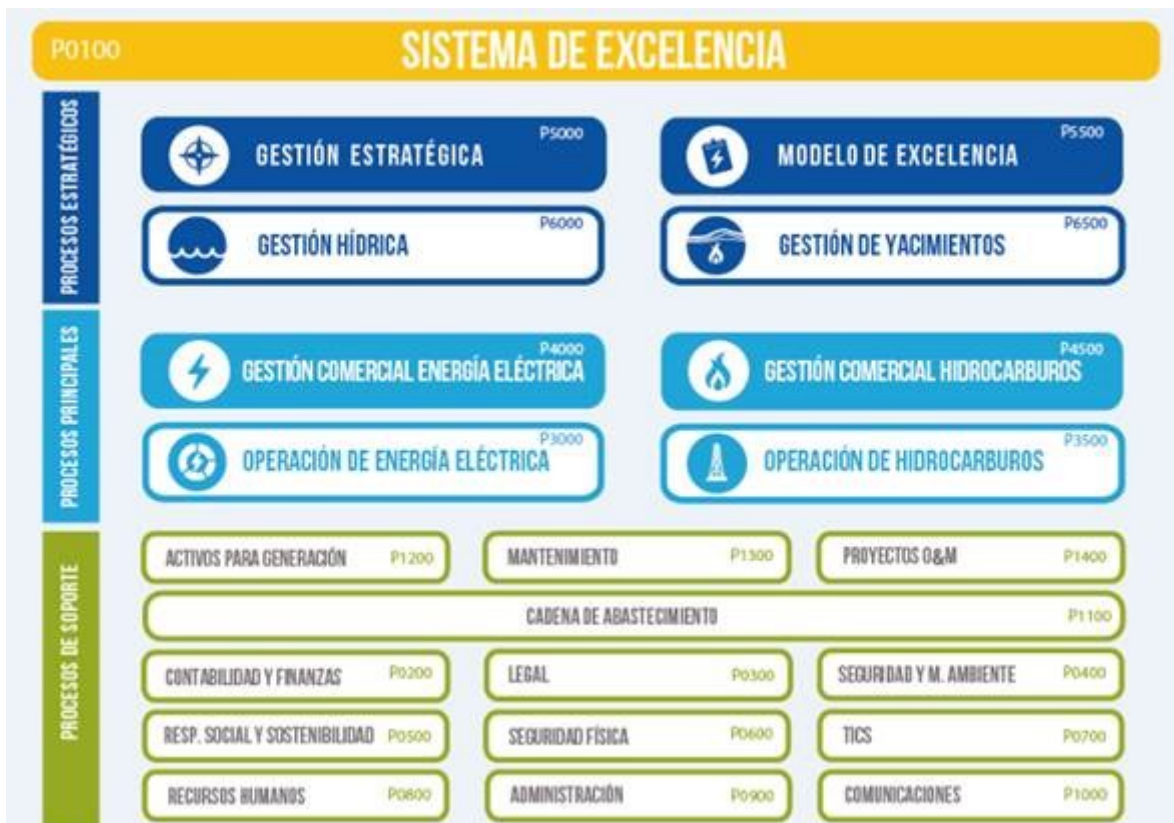 P0100 SISTEMA DE EXCELENCIA
PROCESOS ESTRATÉGICOS
GESTIÓN ESTRATÉGICA P5000
MODELO DE EXCELENCIA P5500
GESTIÓN HÍDRICA P6000
GESTIÓN DE YACIMIENTOS P6500
PROCESOS PRINCIPALES
GESTIÓN COMERCIAL ENERGÍA ELÉCTRICA P4000
GESTIÓN COMERCIAL HIDROCARBUROS P4500
OPERACIÓN DE ENERGÍA ELÉCTRICA P3000
OPERACIÓN DE HIDROCARBUROS P3500
PROCESOS DE SOPORTE
ACTIVOS PARA GENERACIÓN P1200
MANTENIMIENTO P1300
PROYECTOS O&M P1400
CADENA DE ABASTECIMIENTO P1100
CONTABILIDAD Y FINANZAS P0200
LEGAL P0300
SEGURIDAD Y M. AMBIENTE P0400
RESP. SOCIAL Y SOSTENIBILIDAD P0500
SEGURIDAD FÍSICA P0600
TICS P0700
RECURSOS HUMANOS P0800
ADMINISTRACIÓN P0900
COMUNICACIONES P1000